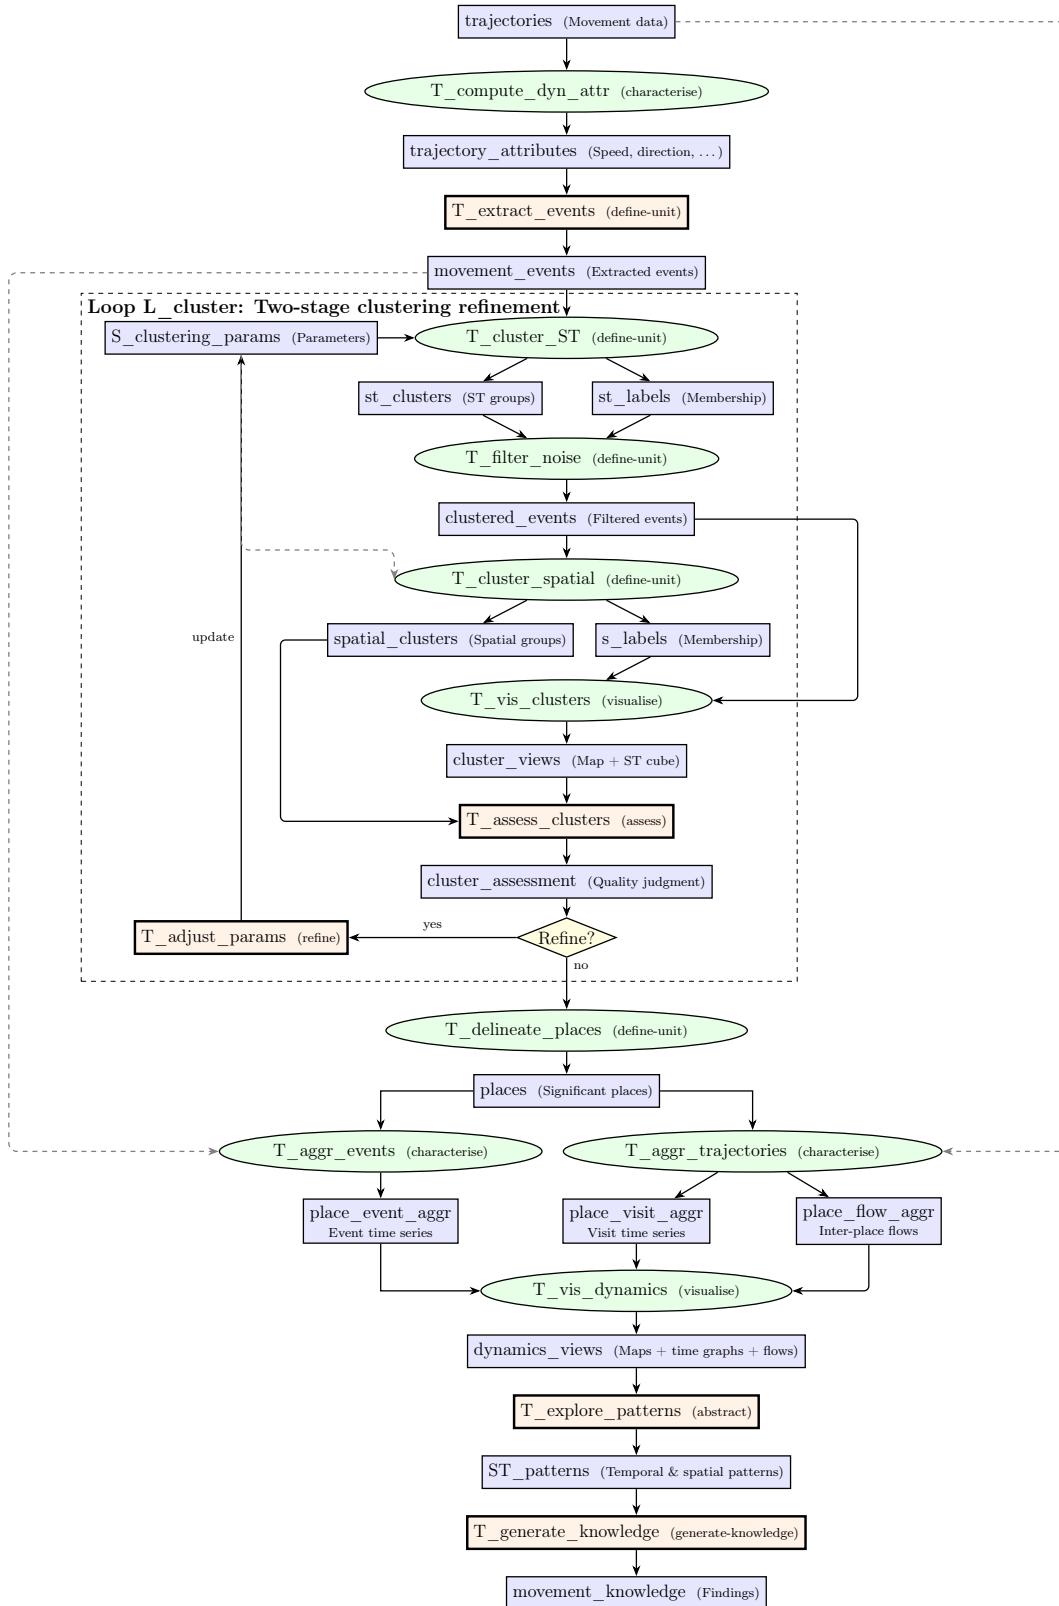 trajectories (Movement data)
T_compute_dyn_attr (characterise)
trajectory_attributes (Speed, direction, ...)
T_extract_events (define-unit)
movement_events (Extracted events)
Loop L_cluster: Two-stage clustering refinement
S_clustering_params (Parameters)
T_cluster_ST (define-unit)
st_clusters (ST groups)
st_labels (Membership)
T_filter_noise (define-unit)
clustered_events (Filtered events)
T_cluster_spatial (define-unit)
update
spatial_clusters (Spatial groups)
s_labels (Membership)
T_vis_clusters (visualise)
cluster_views (Map + ST cube)
T_assess_clusters (assess)
cluster_assessment (Quality judgment)
T_adjust_params (refine)
yes
Refine?
no
T_delineate_places (define-unit)
places (Significant places)
T_aggr_events (characterise)
T_aggr_trajectories (characterise)
place_event_aggr
Event time series
place_visit_aggr
Visit time series
place_flow_aggr
Inter-place flows
T_vis_dynamics (visualise)
dynamics_views (Maps + time graphs + flows)
T_explore_patterns (abstract)
ST_patterns (Temporal & spatial patterns)
T_generate_knowledge (generate-knowledge)
movement_knowledge (Findings)